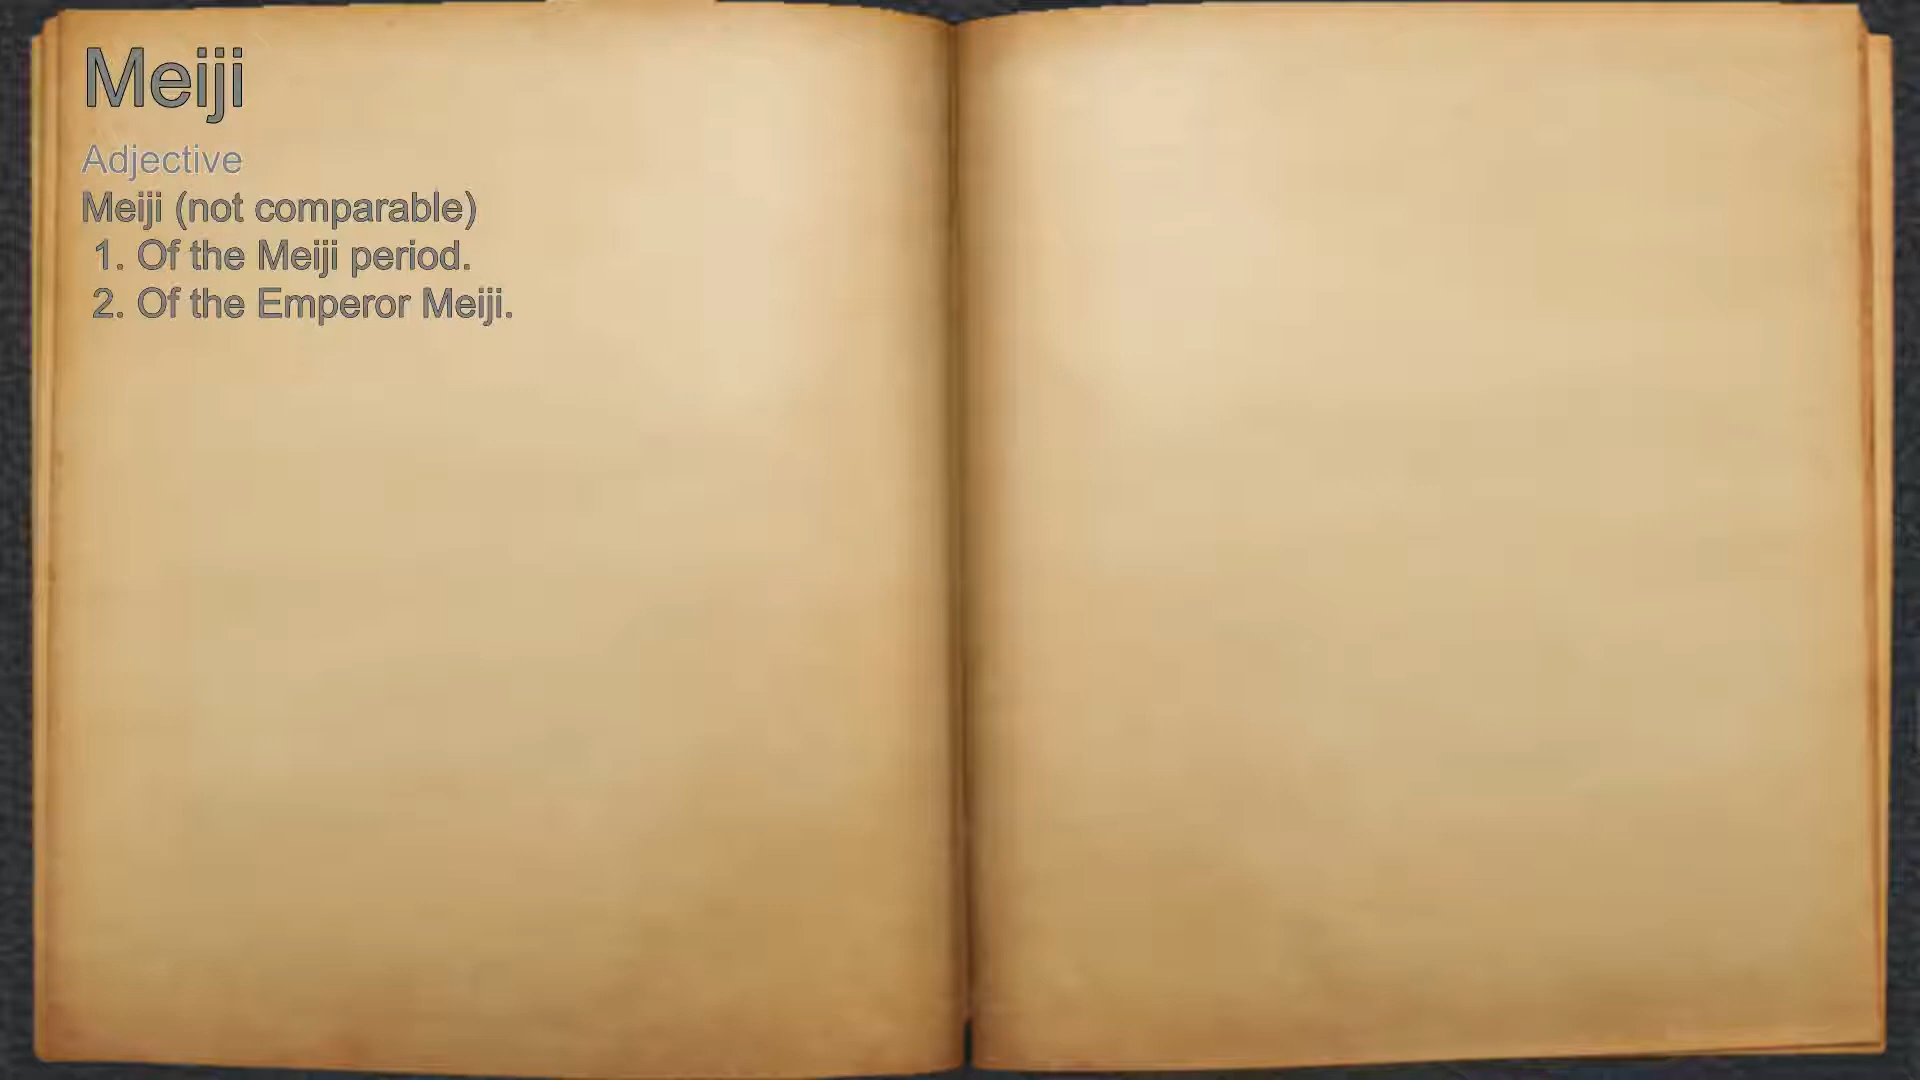 Meiji
Adjective
Meiji (not comparable)
1. Of the Meiji period.
2. Of the Emperor Meiji.